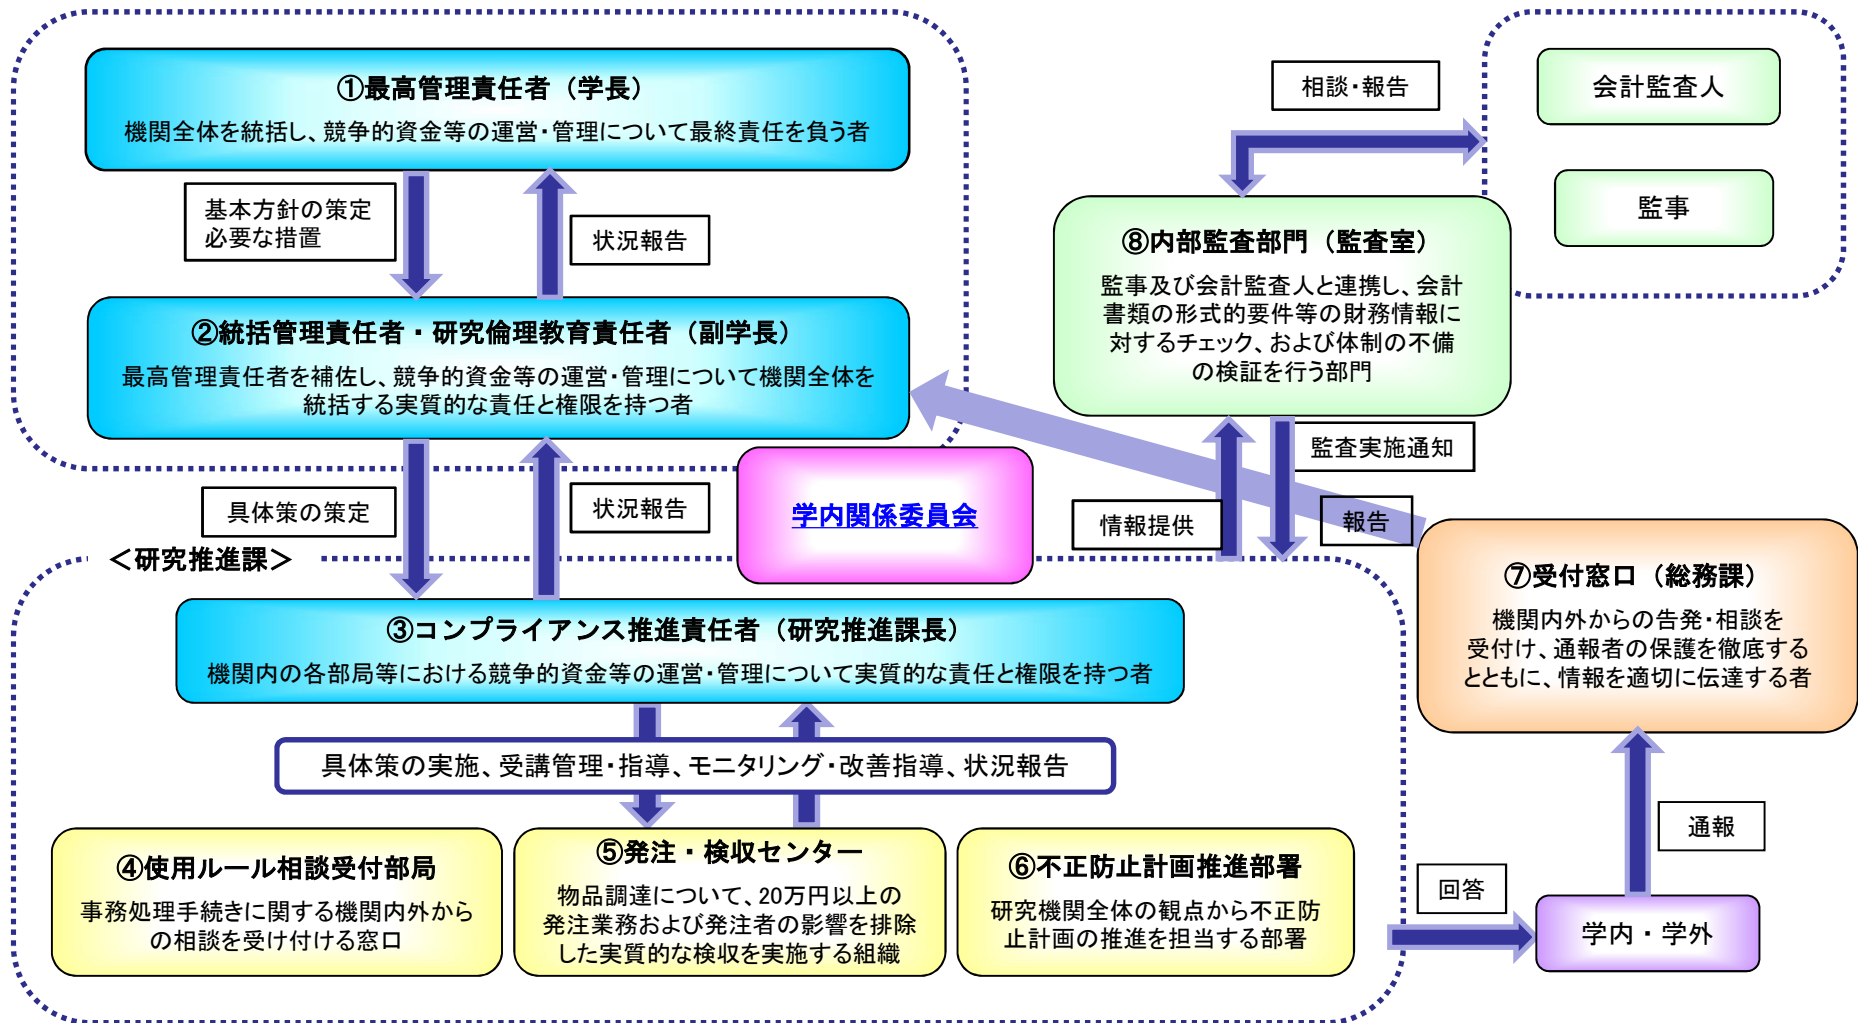 ①最高管理責任者（学長）
機関全体を統括し、競争的資金等の運営・管理について最終責任を負う者
基本方針の策定
必要な措置
状況報告
②統括管理責任者・研究倫理教育責任者（副学長）
最高管理責任者を補佐し、競争的資金等の運営・管理について機関全体を
統括する実質的な責任と権限を持つ者
具体策の策定
状況報告
学内関係委員会
相談・報告
会計監査人
監事
⑧内部監査部門（監査室）
監事及び会計監査人と連携し、会計
書類の形式的要件等の財務情報に
対するチェック、および体制の不備
の検証を行う部門
監査実施通知
情報提供
報告
＜研究推進課＞
③コンプライアンス推進責任者（研究推進課長）
機関内の各部局等における競争的資金等の運営・管理について実質的な責任と権限を持つ者
具体策の実施、受講管理・指導、モニタリング・改善指導、状況報告
④使用ルール相談受付部局
事務処理手続きに関する機関内外から
の相談を受け付ける窓口
⑤発注・検収センター
物品調達について、20万円以上の
発注業務および発注者の影響を排除
した実質的な検収を実施する組織
⑥不正防止計画推進部署
研究機関全体の観点から不正防
止計画の推進を担当する部署
⑦受付窓口（総務課）
機関内外からの告発・相談を
受付け、通報者の保護を徹底する
とともに、情報を適切に伝達する者
通報
回答
学内・学外